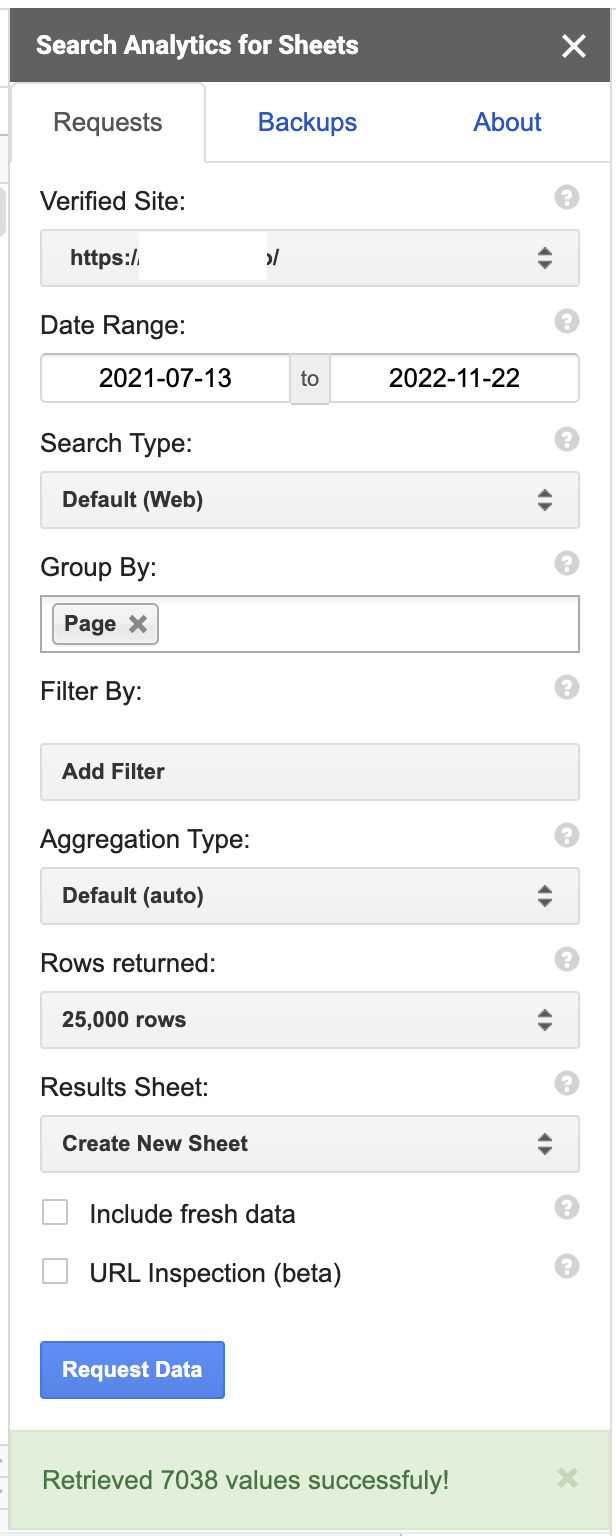 Search Analytics for Sheets
Requests Backups About
Verified Site:
https:/ /
Date Range:
2021-07-13 to 2022-11-22
Search Type:
Default (Web)
Group By:
Page
Filter By:
Add Filter
Aggregation Type:
Default (auto)
Rows returned:
25,000 rows
Results Sheet:
Create New Sheet
Include fresh data
URL Inspection (beta)
Request Data
Retrieved 7038 values successfuly!